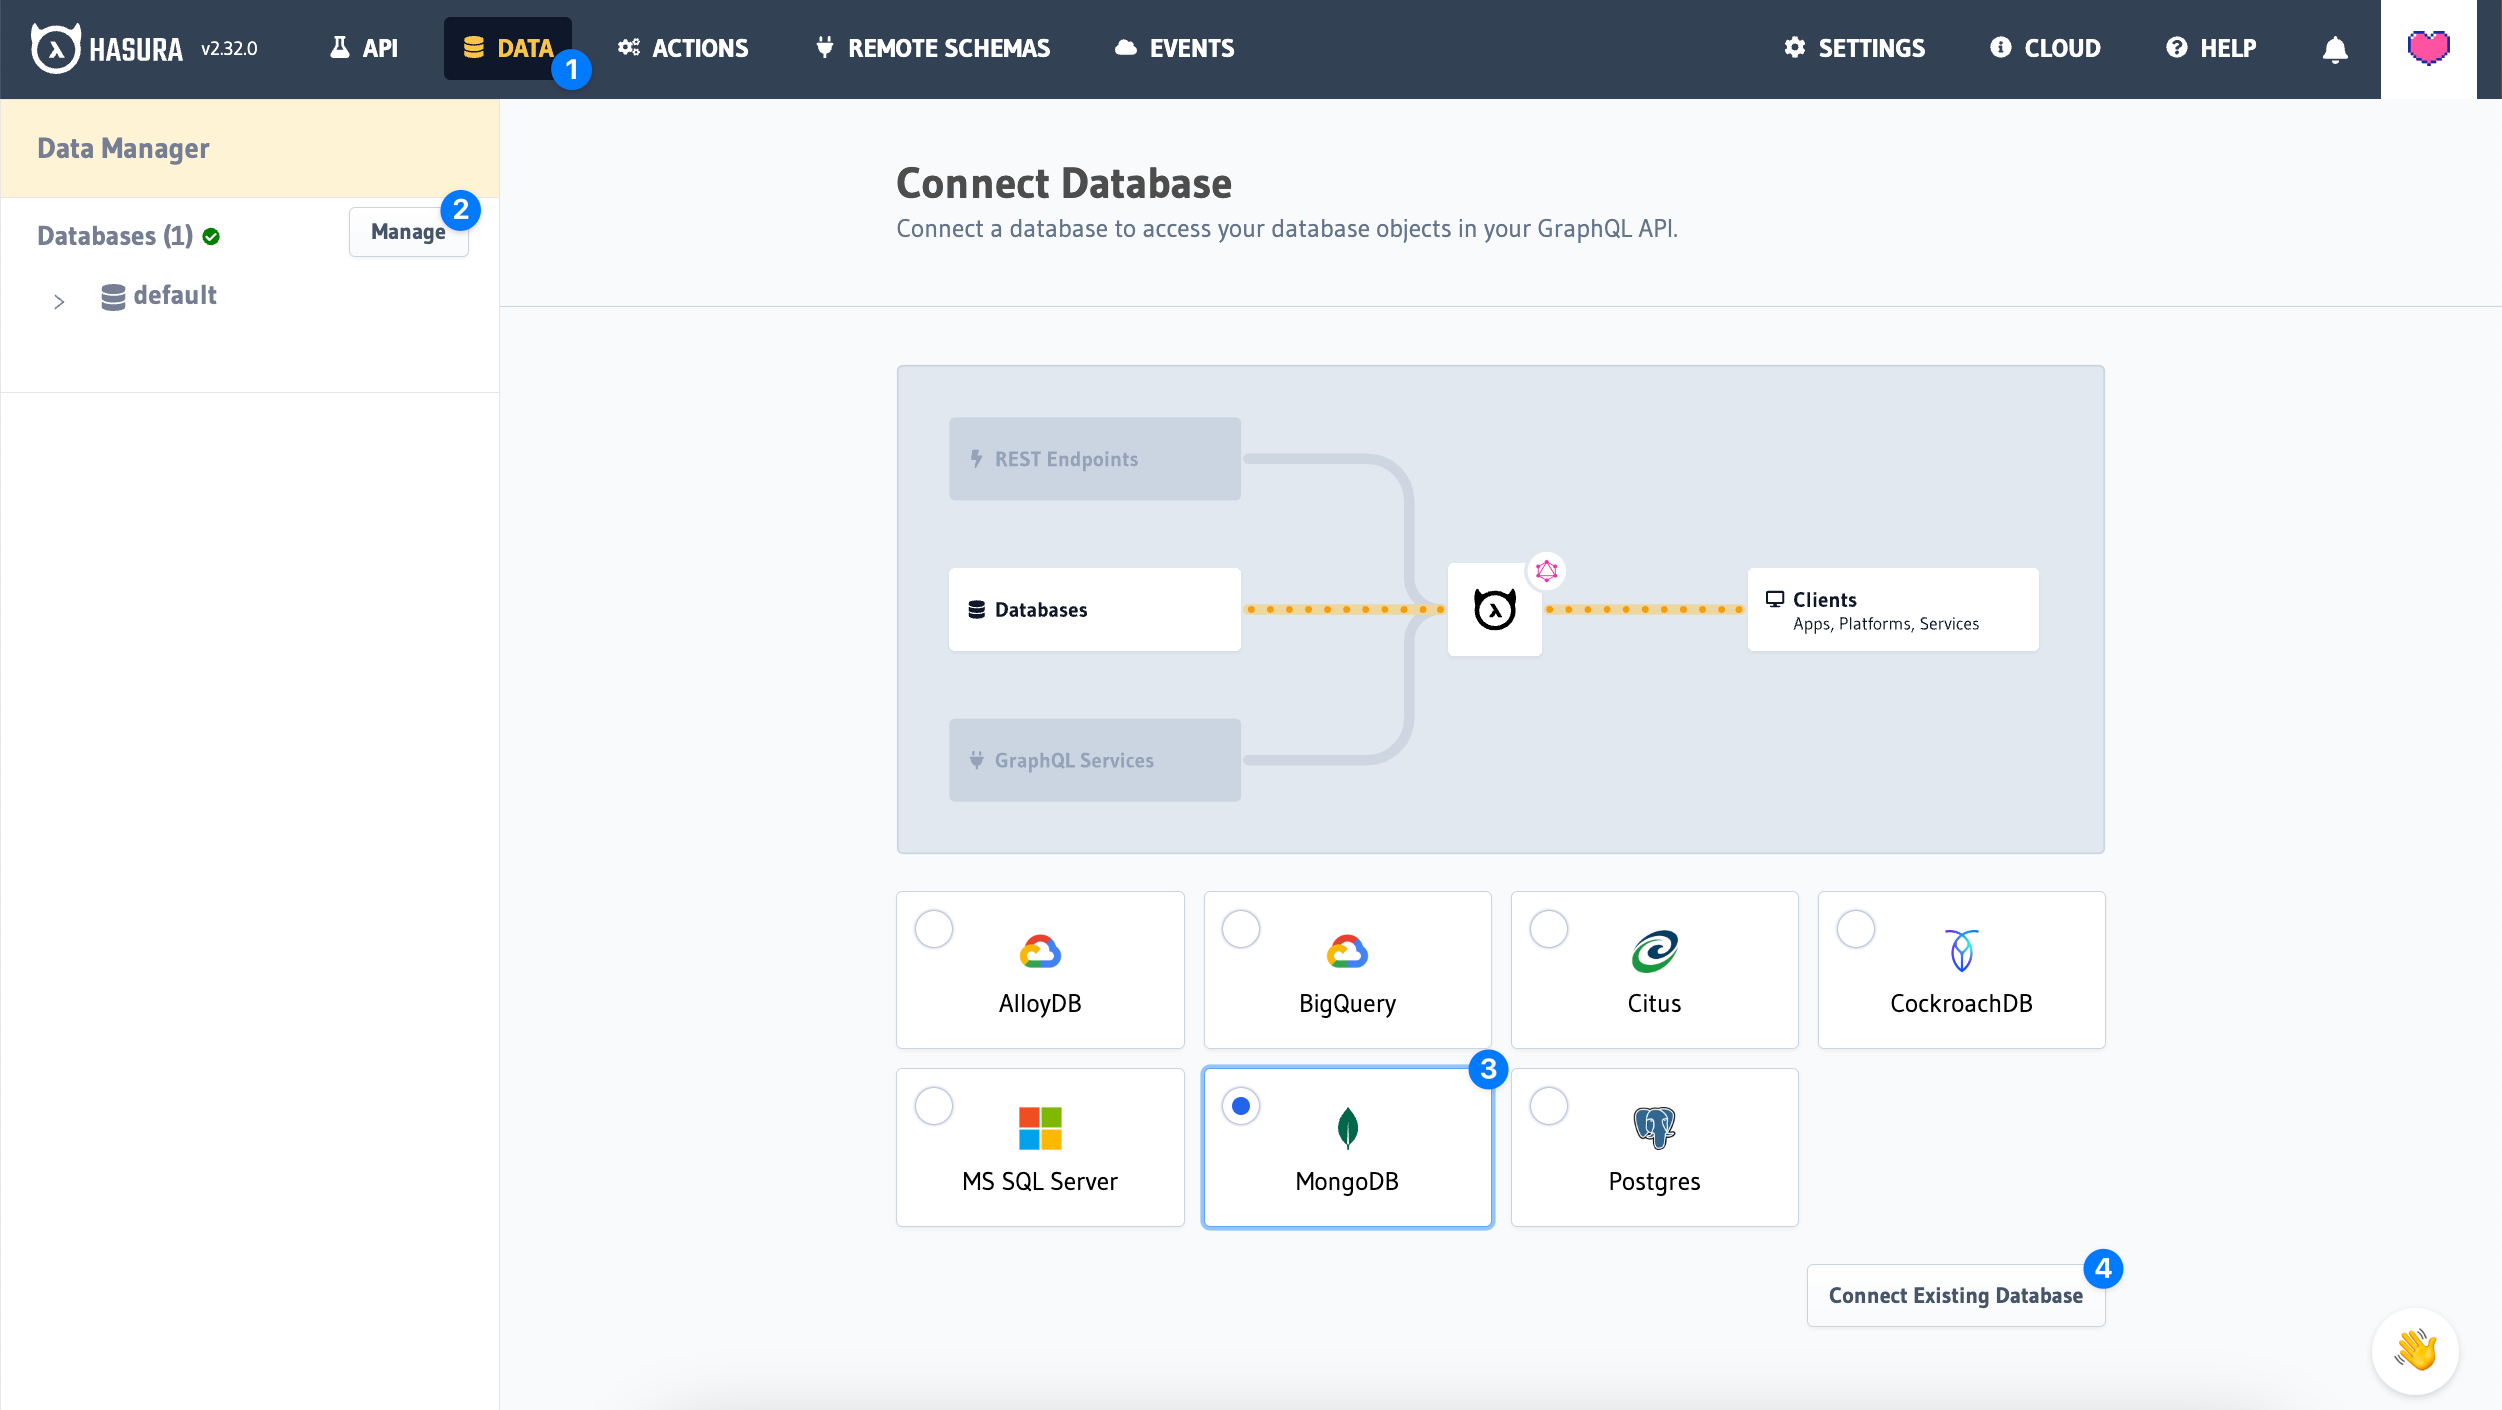 HASURA v2.32.0 API DATA ACTIONS REMOTE SCHEMAS EVENTS SETTINGS CLOUD HELP
1
Data Manager
Databases (1) Manage 2
default
Connect Database
Connect a database to access your database objects in your GraphQL API.
REST Endpoints
Databases
Clients
Apps, Platforms, Services
GraphQL Services
AlloyDB BigQuery Citus CockroachDB
3
MS SQL Server MongoDB Postgres
4
Connect Existing Database